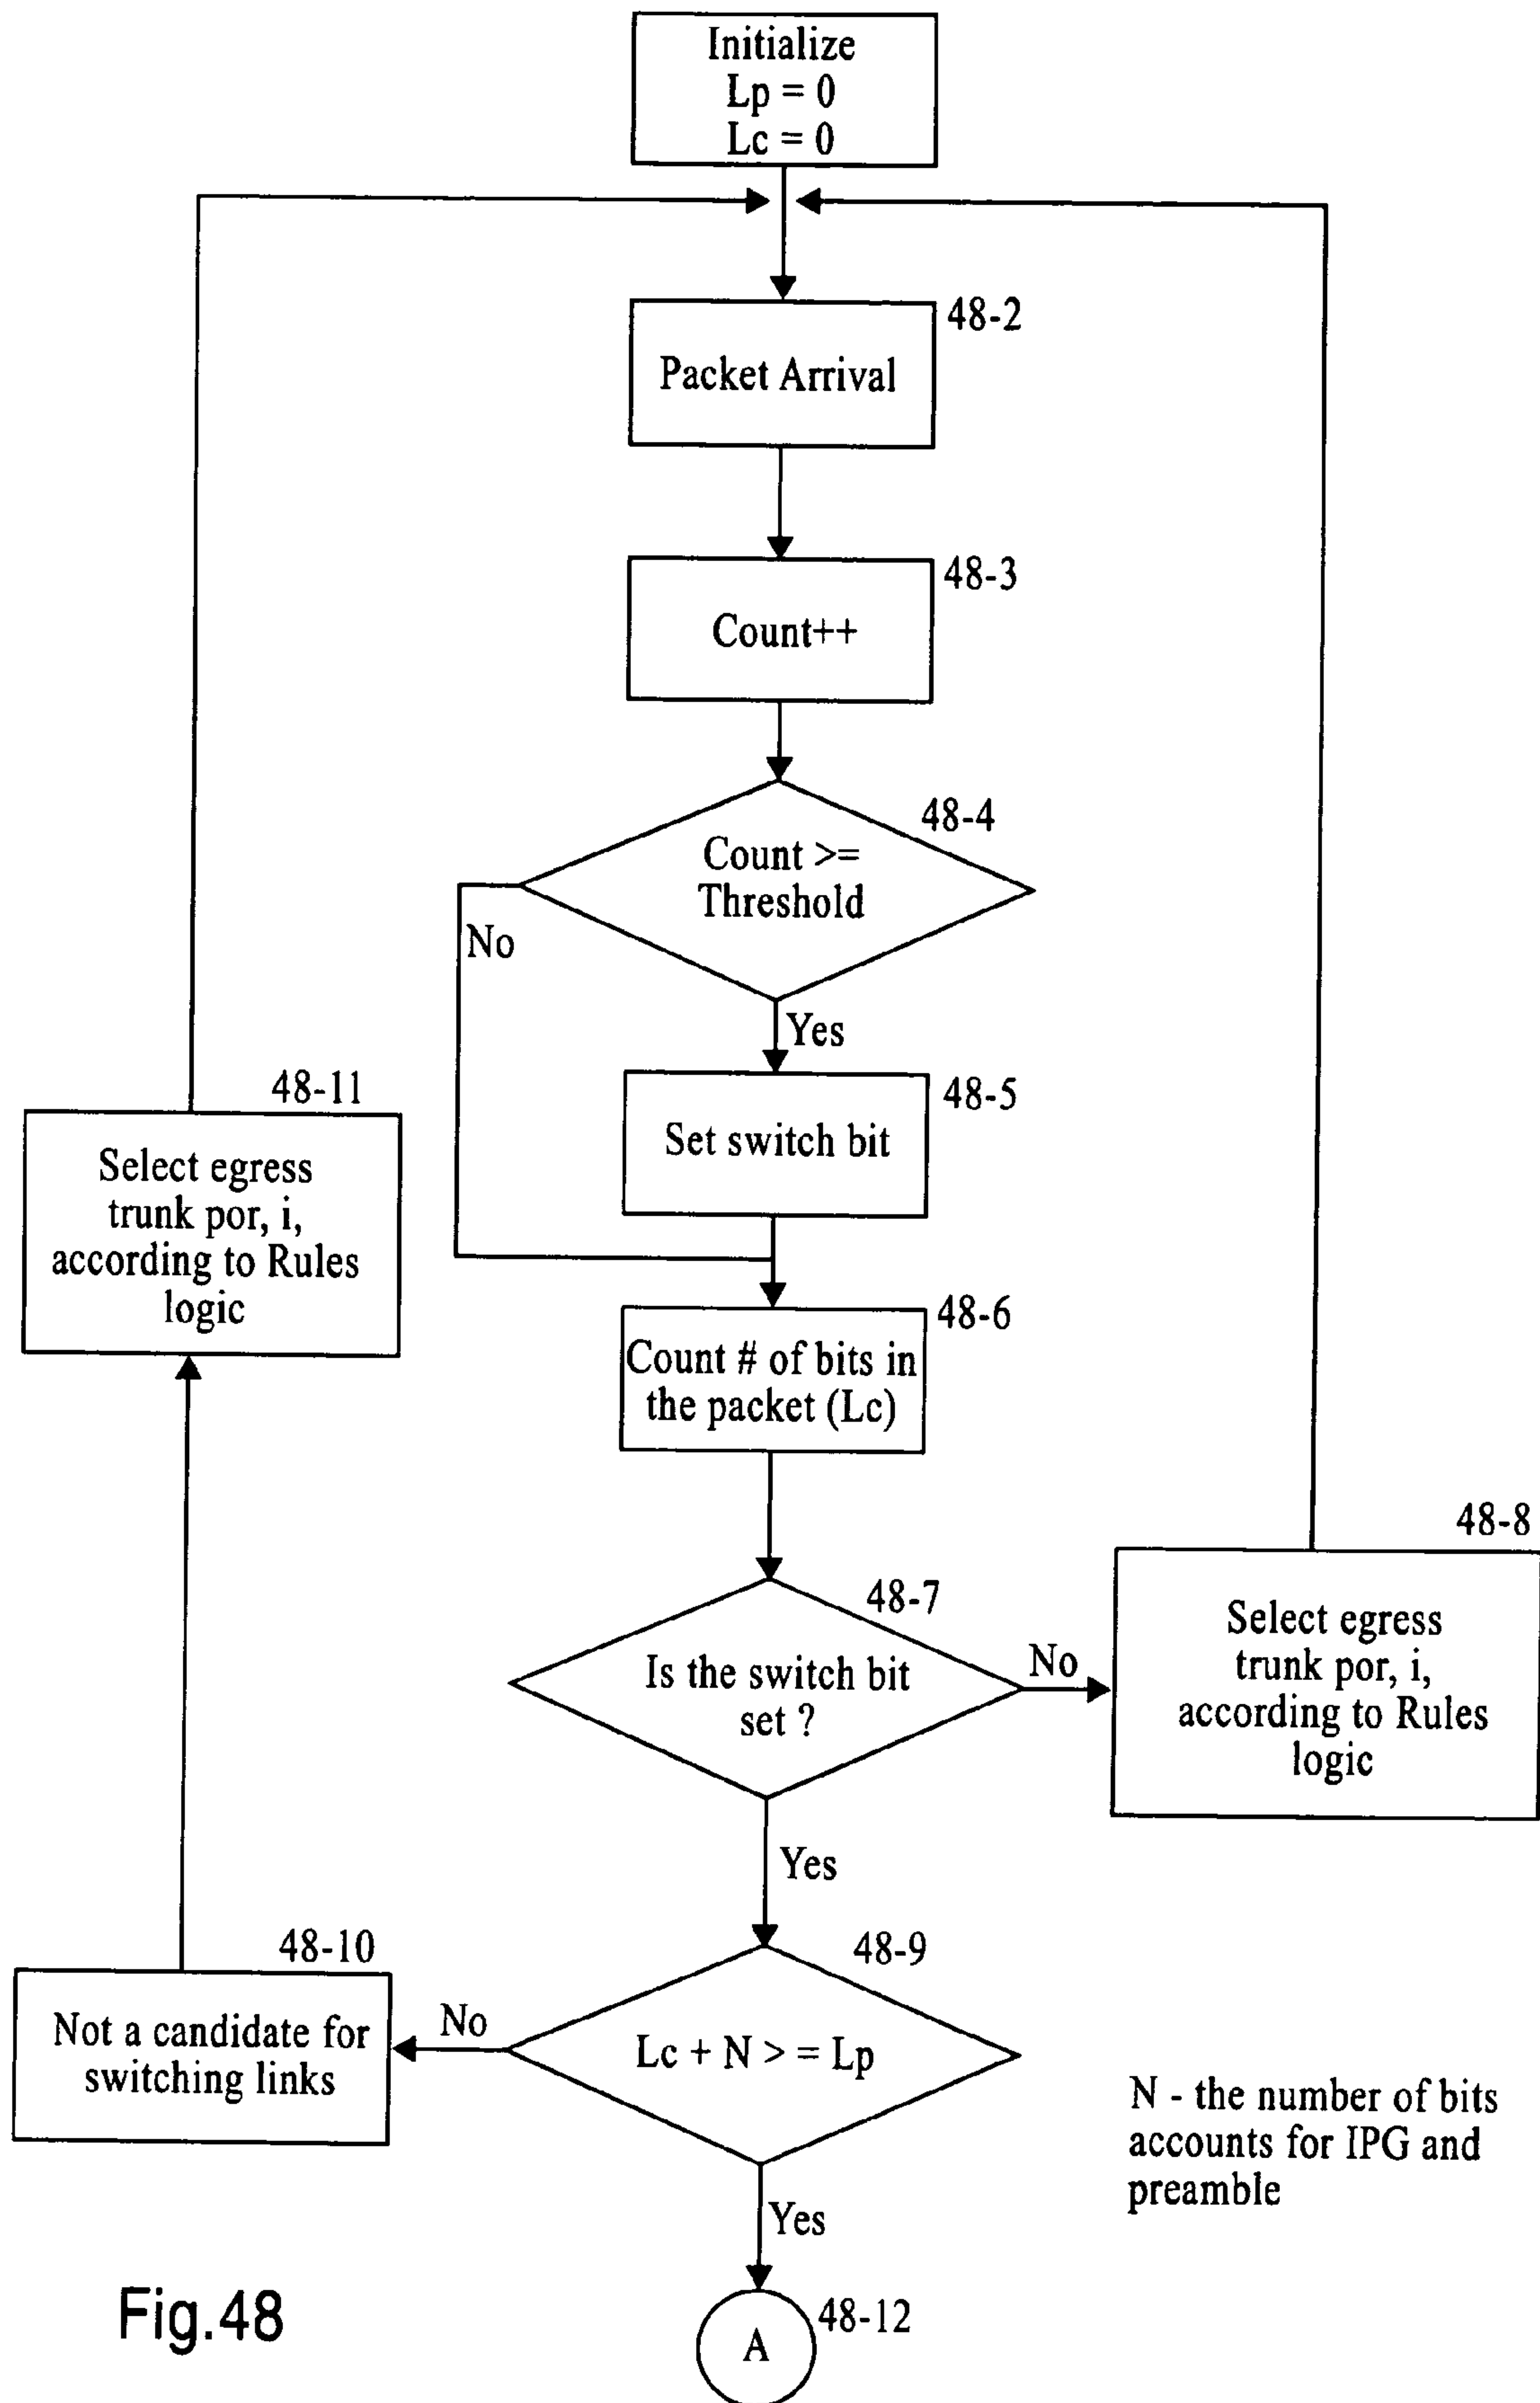 Initialize
Lp = 0
Lc = 0
48-2
Packet Arrival
48-3
Count++
48-4
Count >=
Threshold
No
Yes
48-5
Set switch bit
48-11
Select egress
trunk por, i,
according to Rules
logic
48-6
Count # of bits in
the packet (Lc)
48-7
Is the switch bit
set ?
No
48-8
Select egress
trunk por, i,
according to Rules
logic
Yes
48-9
Lc + N > = Lp
No
48-10
Not a candidate for
switching links
N - the number of bits
accounts for IPG and
preamble
Yes
48-12
A
Fig.48